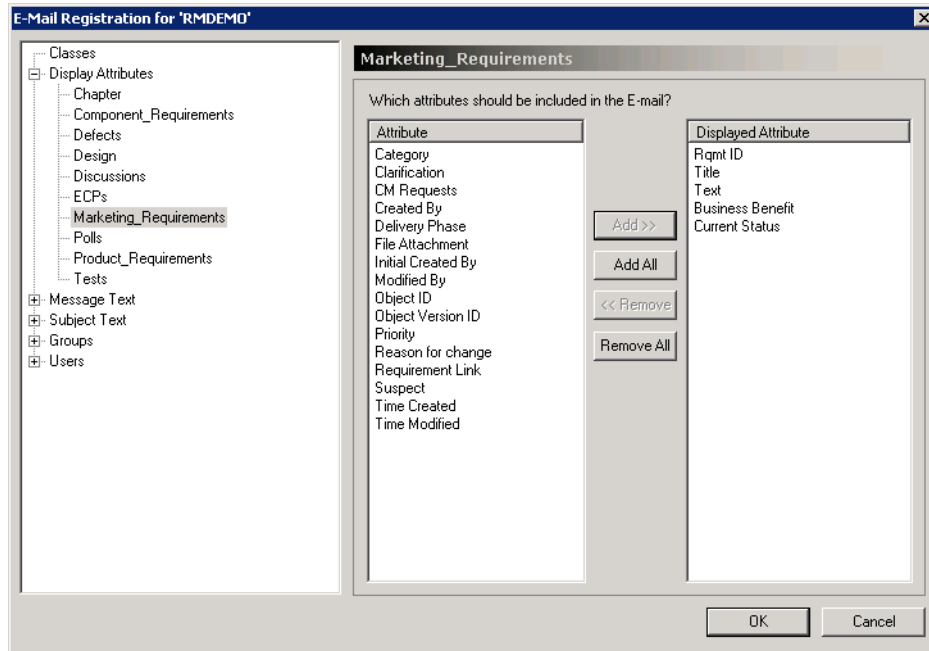 E-Mail Registration for 'RMDEMO'
Classes
Display Attributes
Chapter
Component_Requirements
Defects
Design
Discussions
ECPs
Marketing_Requirements
Polls
Product_Requirements
Tests
Message Text
Subject Text
Groups
Users
Marketing_Requirements
Which attributes should be included in the E-mail?
Attribute
Category
Clarification
CM Requests
Created By
Delivery Phase
File Attachment
Initial Created By
Modified By
Object ID
Object Version ID
Priority
Reason for change
Requirement Link
Suspect
Time Created
Time Modified
Add >>
Add All
<< Remove
Remove All
Displayed Attribute
Rqmt ID
Title
Text
Business Benefit
Current Status
OK
Cancel